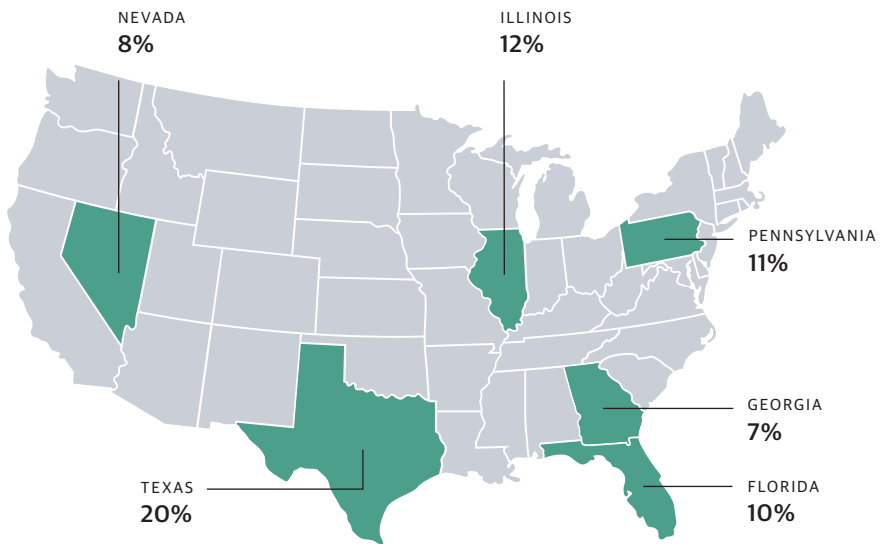 NEVADA
8%
ILLINOIS
12%
PENNSYLVANIA
11%
GEORGIA
7%
TEXAS
20%
FLORIDA
10%